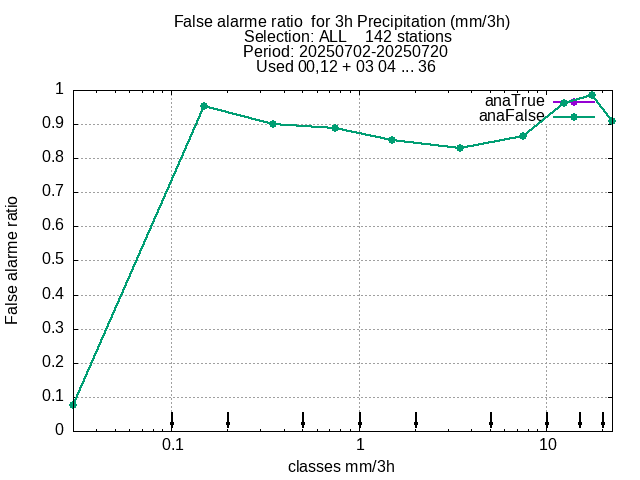 False alarme ratio  for 3h Precipitation (mm/3h)
Selection: ALL    142 stations
Period: 20250702-20250720
Used 00,12 + 03 04 ... 36
anaTrue
anaFalse
1
0.9
0.8
0.7
0.6
0.5
0.4
0.3
0.2
0.1
0
False alarme ratio
0.1 1 10
classes mm/3h